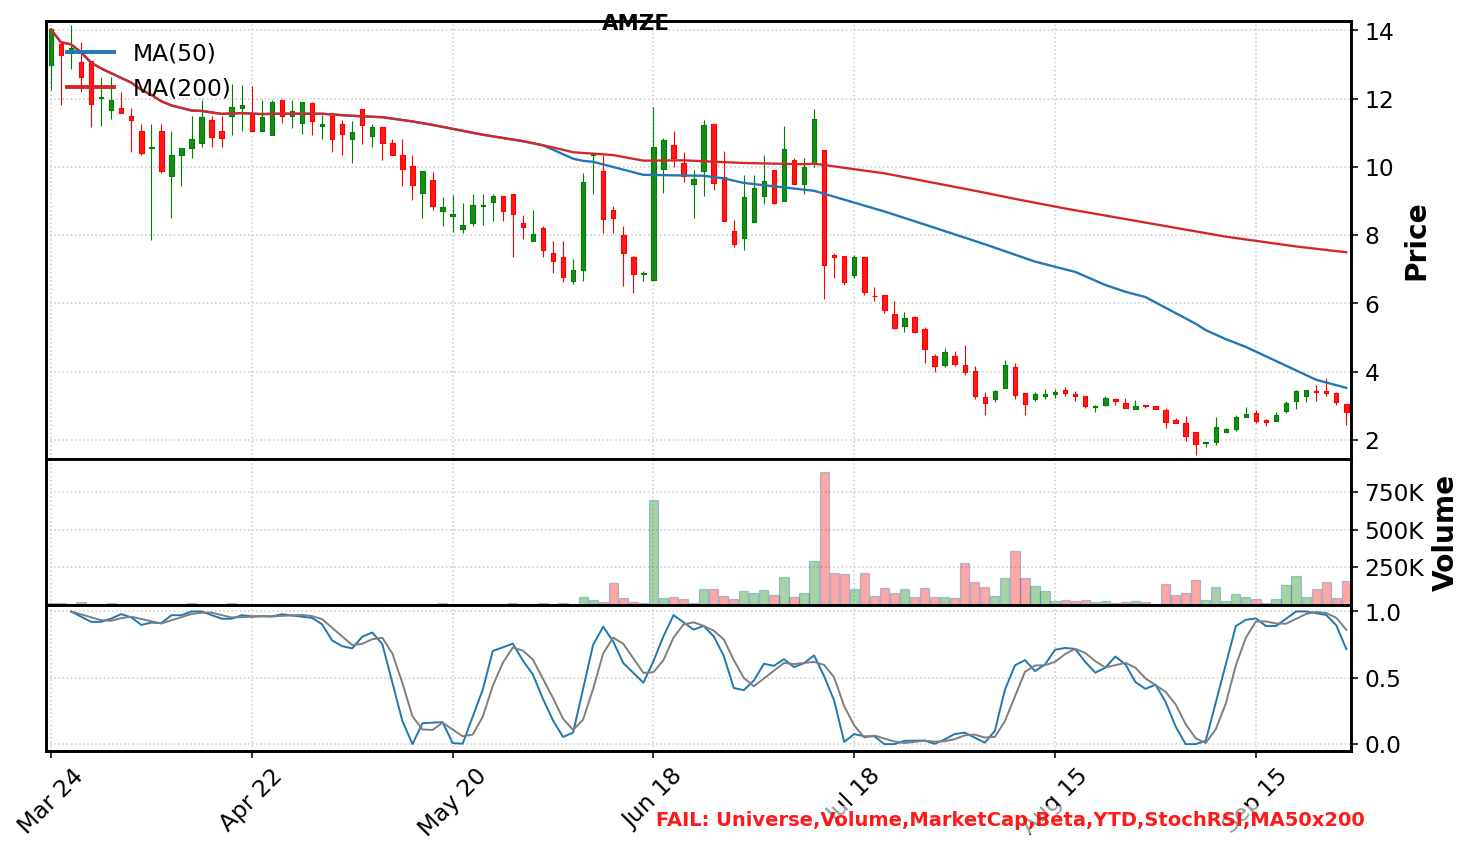 AMZE
MA(50)
MA(200)
14
12
10
8
6
4
2
Price
750K
500K
250K
Volume
1.0
0.5
0.0
Mar 24
Apr 22
May 20
Jun 18
Jul 18
Aug 15
Sep 15
FAIL: Universe,Volume,MarketCap,Beta,YTD,StochRSI,MA50x200